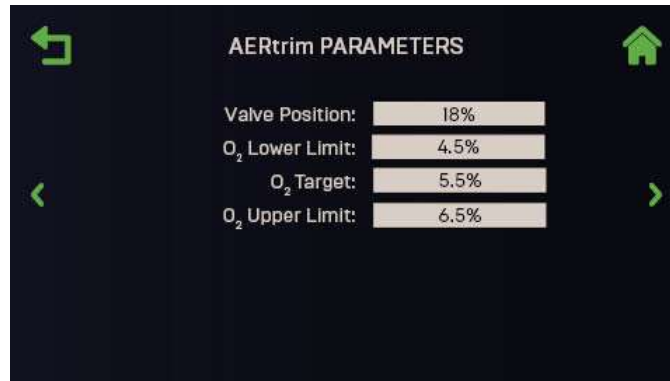 AERtrim PARAMETERS
Valve Position: 18%
O₂ Lower Limit: 4.5%
O₂ Target: 5.5%
O₂ Upper Limit: 6.5%